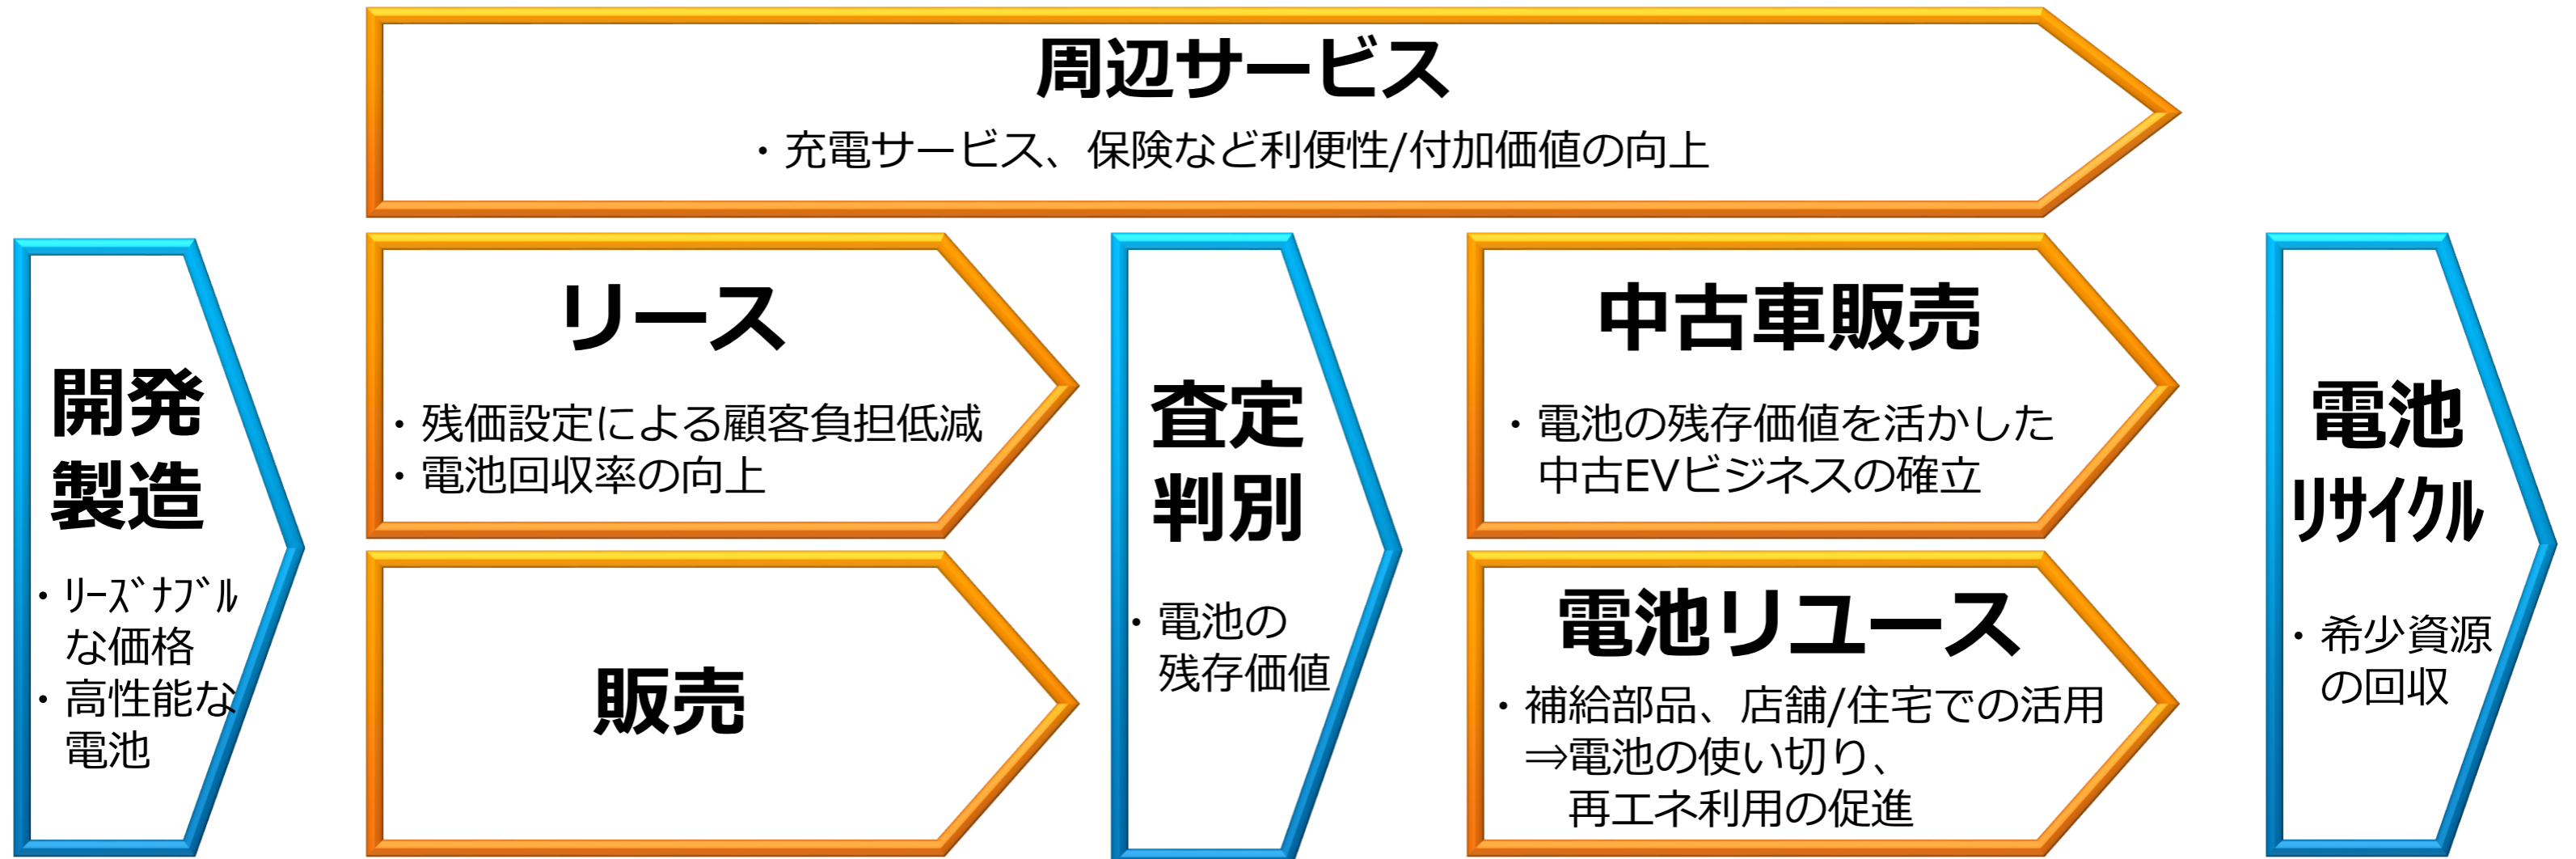 周辺サービス
・充電サービス、保険など利便性/付加価値の向上
開発
製造
・ﾘｰｽﾞﾅﾌﾞﾙ
な価格
・高性能な
電池
リース
・残価設定による顧客負担低減
・電池回収率の向上
販売
査定
判別
・電池の
残存価値
中古車販売
・電池の残存価値を活かした
中古EVビジネスの確立
電池リユース
・補給部品、店舗/住宅での活用
⇒電池の使い切り、
再エネ利用の促進
電池
ﾘｻｲｸﾙ
・希少資源
の回収